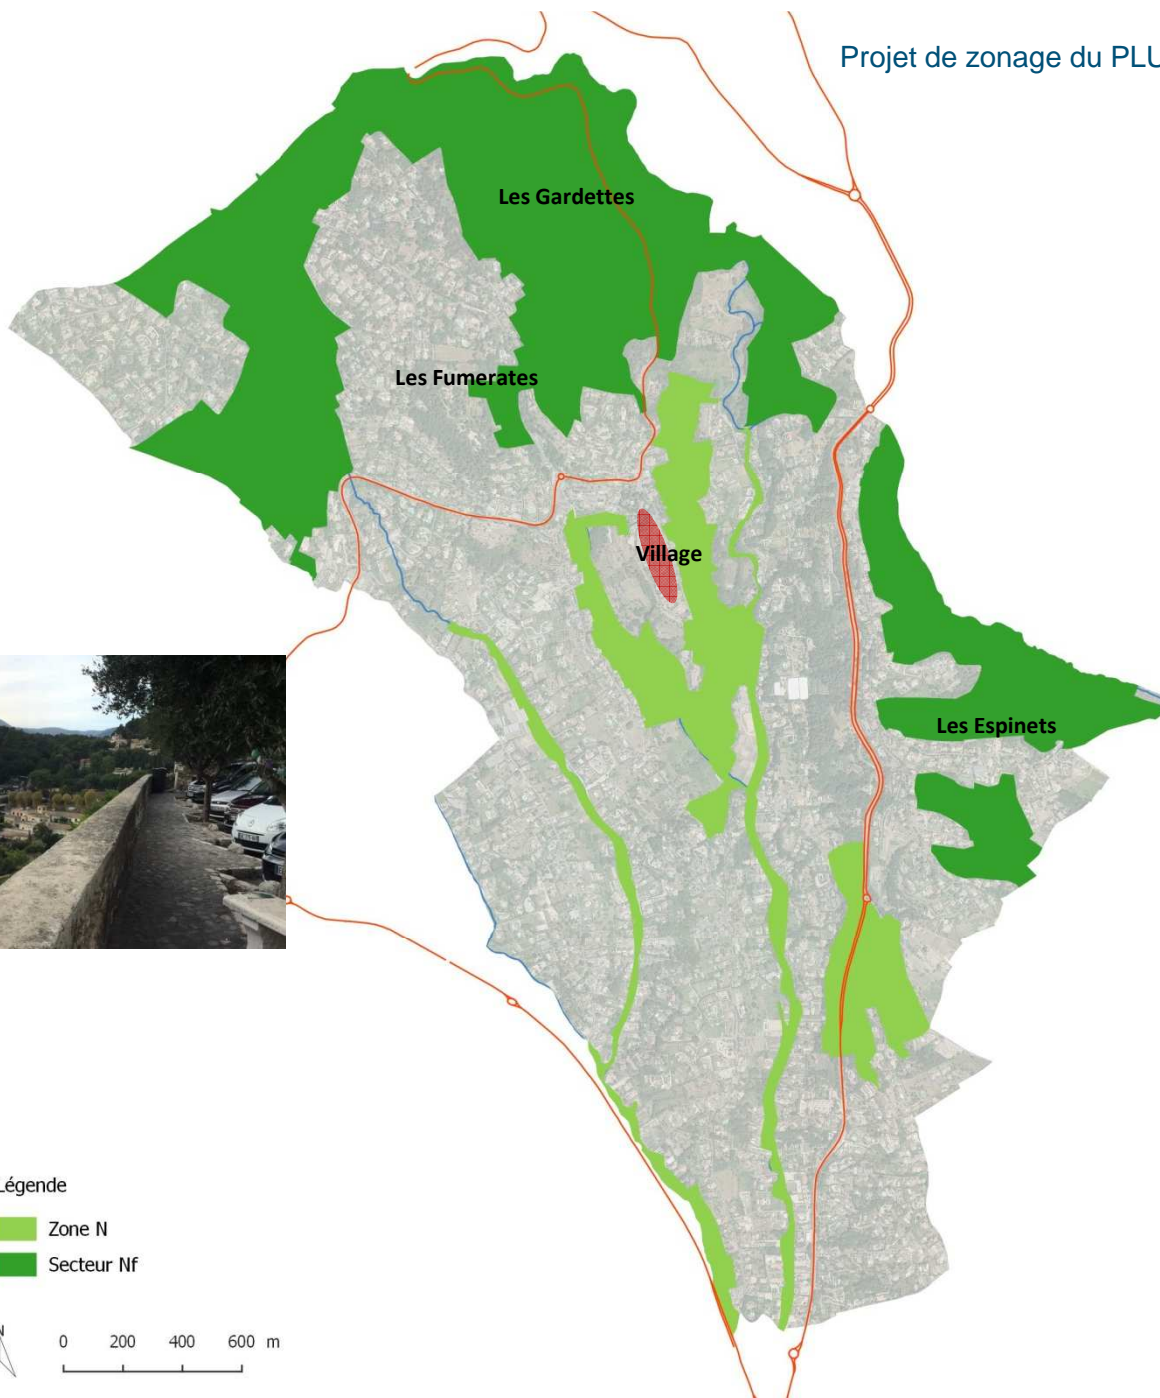 Projet de zonage du PLU
Les Gardettes
Les Fumerates
Village
Les Espinets
Légende
Zone N
Secteur Nf
N
0 200 400 600 m